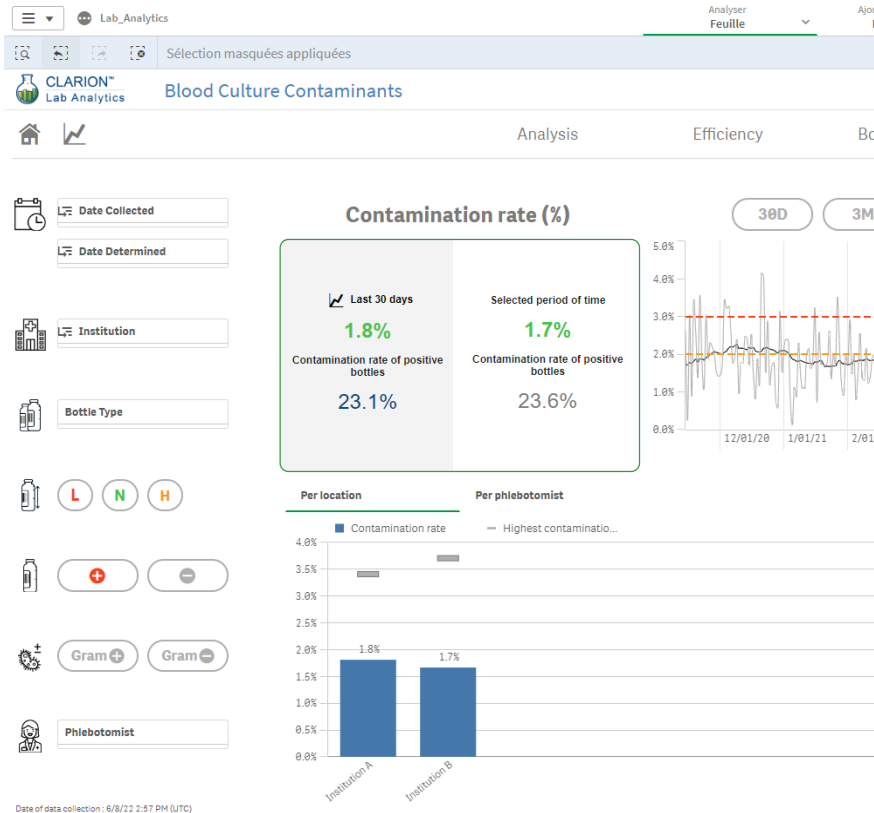 Lab_Analytics
Analyser
Feuille
Sélection masquées appliquées
CLARION™
Lab Analytics
Blood Culture Contaminants
Analysis
Efficiency
Date Collected
Date Determined
Institution
Bottle Type
L
N
H
Gram
Gram
Phlebotomist
Date of data collection : 6/8/22 2:57 PM (UTC)
Contamination rate (%)
Last 30 days
1.8%
Contamination rate of positive
bottles
23.1%
Selected period of time
1.7%
Contamination rate of positive
bottles
23.6%
30D
3M
5.0%
4.0%
3.0%
2.0%
1.0%
0.0%
12/01/20
1/01/21
2/01
Per location
Per phlebotomist
Contamination rate
Highest contaminatio...
4.0%
3.5%
3.0%
2.5%
2.0%
1.5%
1.0%
0.5%
0.0%
1.8%
1.7%
Institution A
Institution B